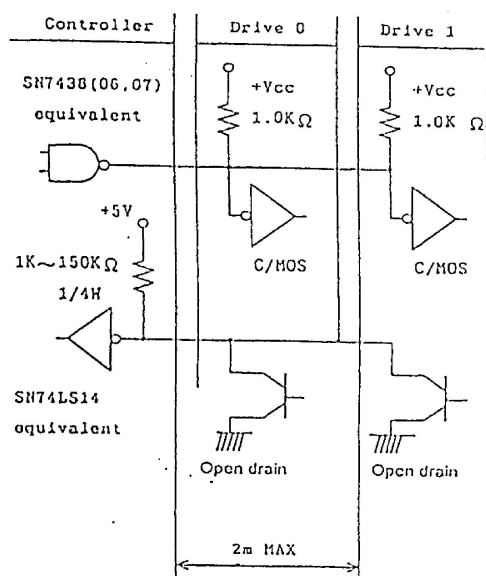 Controller
Drive 0
Drive 1
SN7438(06,07)
equivalent
+Vcc
1.0KΩ
+Vcc
1.0K Ω
+5V
1K～150KΩ
1/4W
C/MOS
C/MOS
SN74LS14
equivalent
Open drain
Open drain
2m MAX